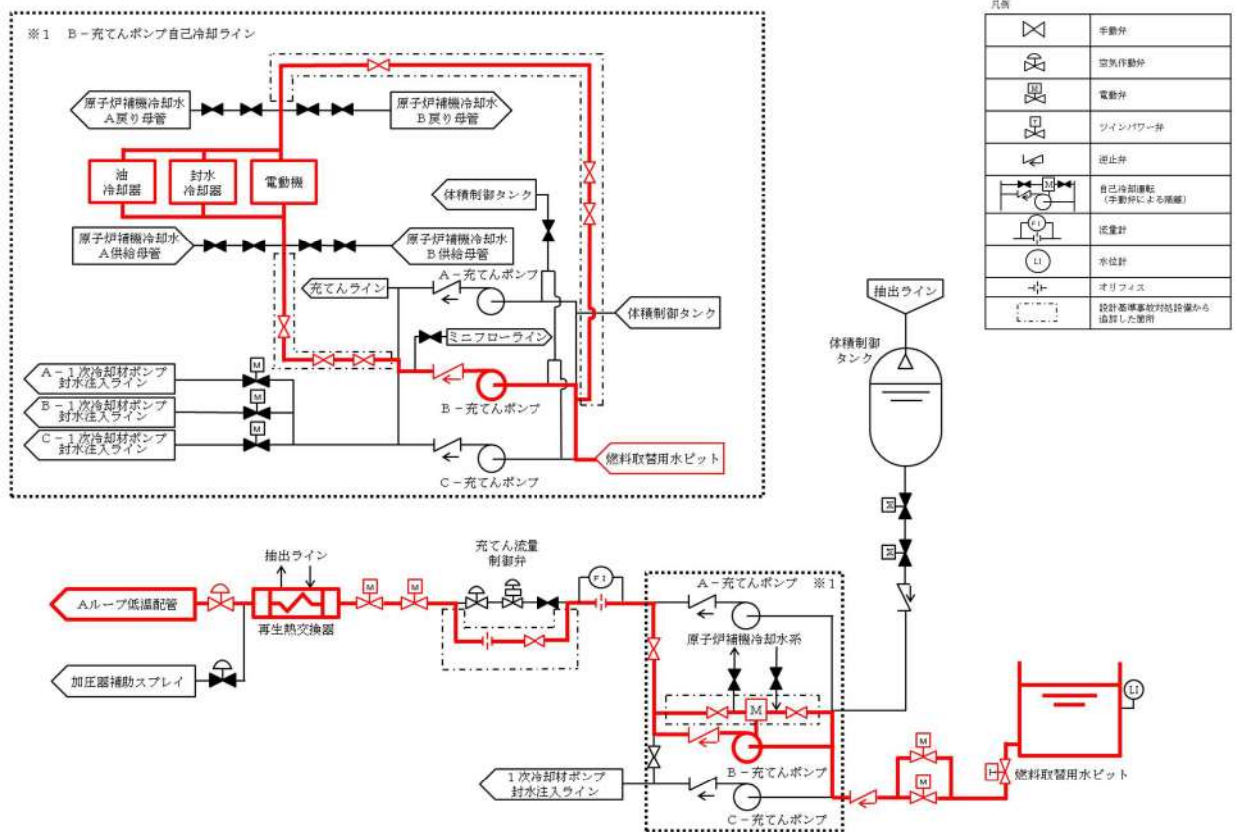 ※1 B－充てんポンプ自己冷却ライン
原子炉補機冷却水
A戻り母管
原子炉補機冷却水
B戻り母管
油
冷却器
封水
冷却器
電動機
体積制御タンク
原子炉補機冷却水
A供給母管
原子炉補機冷却水
B供給母管
A－充てんポンプ
充てんライン
体積制御タンク
ミニフローライン
M
A－1次冷却材ポンプ
封水注入ライン
M
B－1次冷却材ポンプ
封水注入ライン
B－充てんポンプ
M
C－1次冷却材ポンプ
封水注入ライン
燃料取替用水ピット
C－充てんポンプ
凡例
手動弁
空気作動弁
M
電動弁
T
ツインパワー弁
逆止弁
M
自己冷却運転
(手動弁による隔離)
FI
流量計
LI
水位計
オリフィス
設計基準事故対処設備から
追加した箇所
抽出ライン
体積制御
タンク
M
M
抽出ライン
充てん流量
制御弁
FI
A－充てんポンプ ※1
Aループ低温配管
M
M
再生熱交換器
原子炉補機冷却水系
加圧器補助スプレイ
M
LI
B－充てんポンプ
M
M
T
燃料取替用水ピット
1次冷却材ポンプ
封水注入ライン
C－充てんポンプ